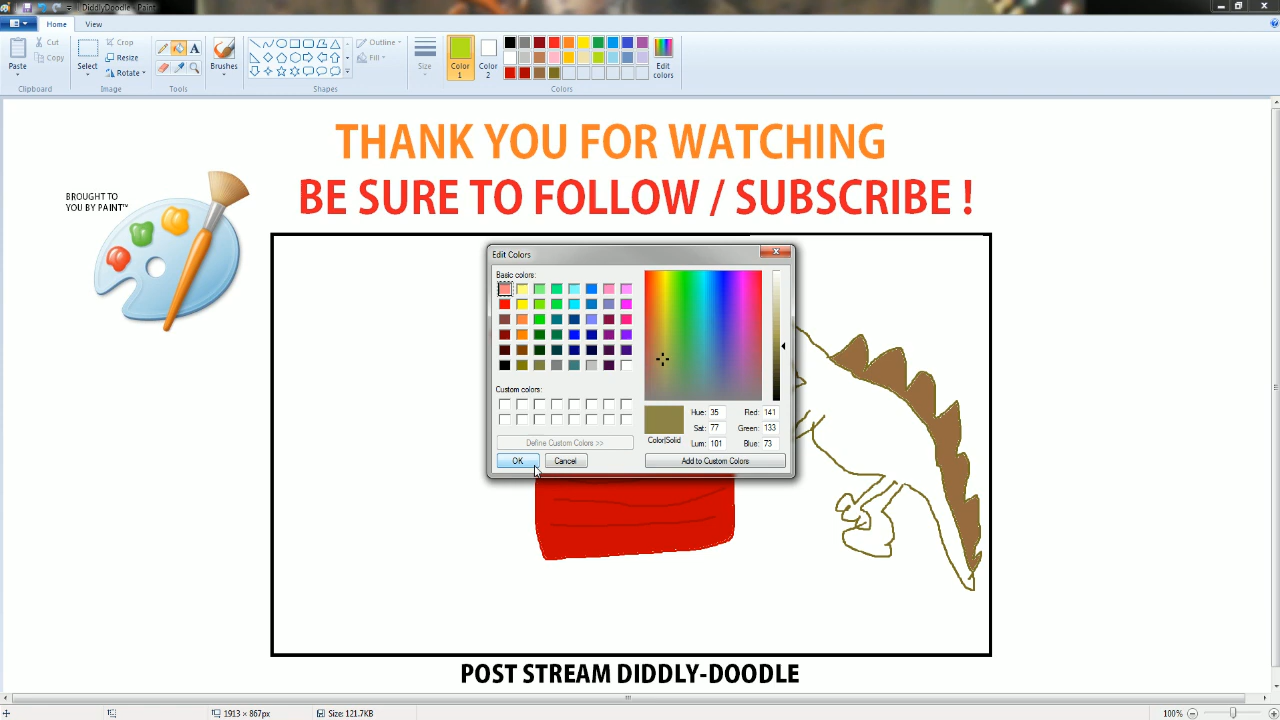 DiddlyDoodle - Paint
Home
View
Paste
Cut
Copy
Clipboard
Select
Crop
Resize
Rotate
Image
A
Tools
Brushes
Outline
Fill
Shapes
Size
Color
1
Color
2
Edit
colors
Colors
THANK YOU FOR WATCHING
BE SURE TO FOLLOW / SUBSCRIBE !
BROUGHT TO
YOU BY PAINT™
Edit Colors
Basic colors:
Custom colors:
Define Custom Colors >>
OK
Cancel
Color|Solid
Hue: 35
Sat: 77
Lum: 101
Red: 141
Green: 133
Blue: 73
Add to Custom Colors
POST STREAM DIDDLY-DOODLE
1913 × 867px
Size: 121.7KB
100%